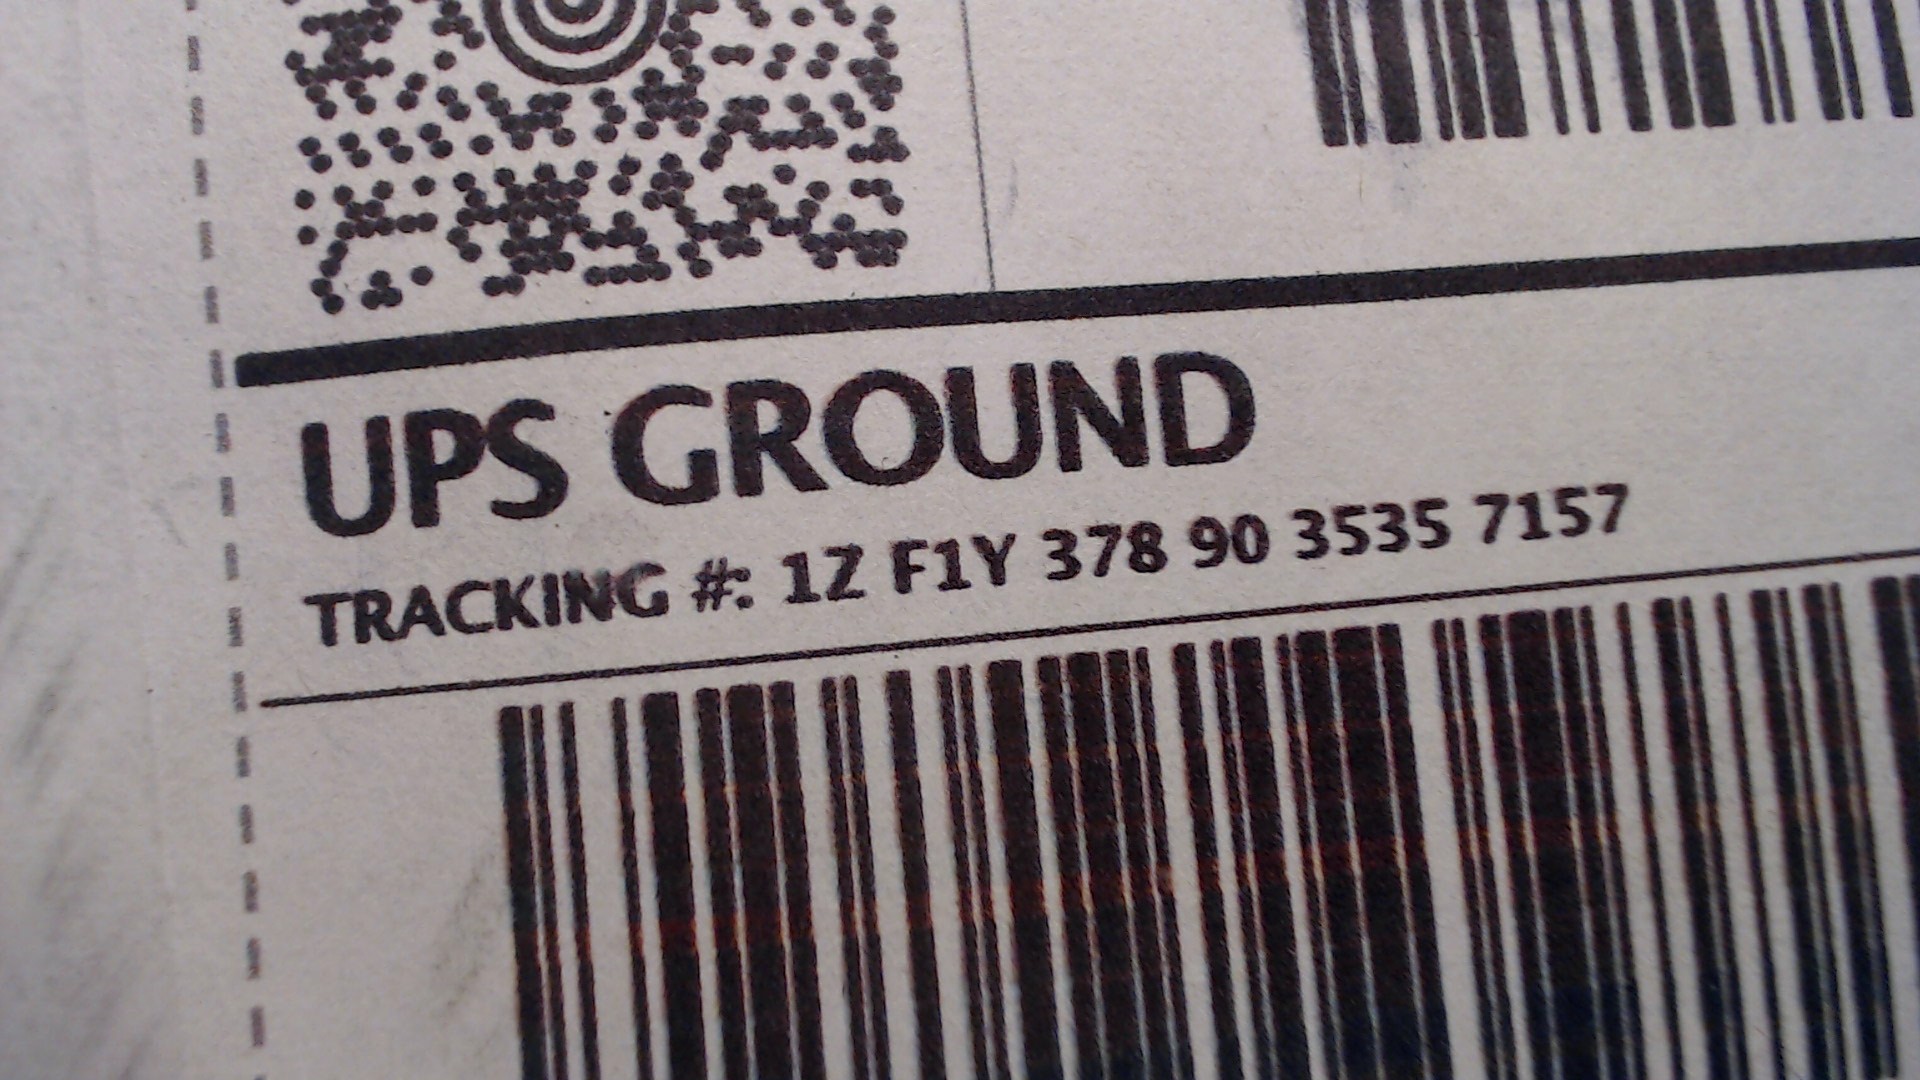 UPS GROUND
TRACKING #: 1Z F1Y 378 90 3535 7157